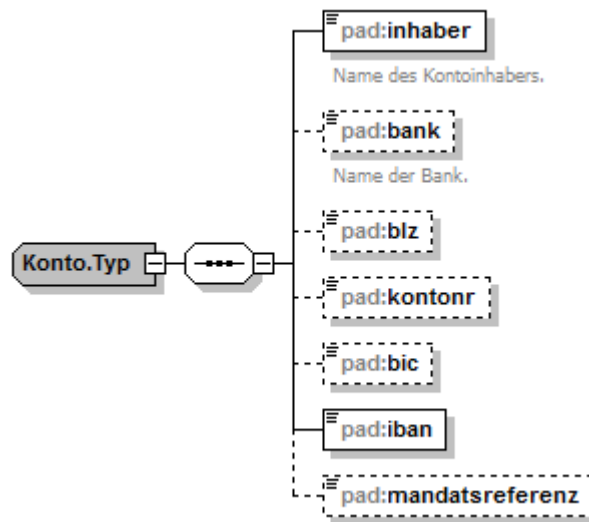 pad:inhaber
Name des Kontoinhabers.
pad:bank
Name der Bank.
pad:blz
Konto.Typ
pad:kontonr
pad:bic
pad:iban
pad:mandatsreferenz